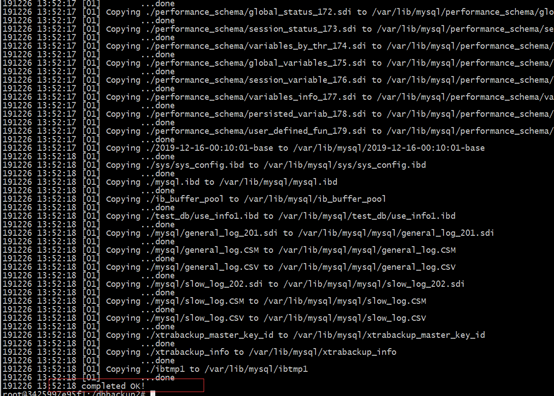 191226 13:52:17 [01]        ...done
191226 13:52:17 [01] Copying ./performance_schema/global_status_172.sdi to /var/lib/mysql/performance_schema/glo
191226 13:52:17 [01]        ...done
191226 13:52:17 [01] Copying ./performance_schema/session_status_173.sdi to /var/lib/mysql/performance_schema/se
191226 13:52:17 [01]        ...done
191226 13:52:17 [01] Copying ./performance_schema/variables_by_thr_174.sdi to /var/lib/mysql/performance_schema/
191226 13:52:17 [01]        ...done
191226 13:52:17 [01] Copying ./performance_schema/global_variables_175.sdi to /var/lib/mysql/performance_schema/
191226 13:52:17 [01]        ...done
191226 13:52:17 [01] Copying ./performance_schema/session_variable_176.sdi to /var/lib/mysql/performance_schema/
191226 13:52:17 [01]        ...done
191226 13:52:17 [01] Copying ./performance_schema/variables_info_177.sdi to /var/lib/mysql/performance_schema/va
191226 13:52:17 [01]        ...done
191226 13:52:17 [01] Copying ./performance_schema/persisted_variab_178.sdi to /var/lib/mysql/performance_schema/
191226 13:52:17 [01]        ...done
191226 13:52:17 [01] Copying ./performance_schema/user_defined_fun_179.sdi to /var/lib/mysql/performance_schema/
191226 13:52:17 [01]        ...done
191226 13:52:17 [01] Copying ./2019-12-16-00:10:01-base to /var/lib/mysql/2019-12-16-00:10:01-base
191226 13:52:18 [01]        ...done
191226 13:52:18 [01] Copying ./sys/sys_config.ibd to /var/lib/mysql/sys/sys_config.ibd
191226 13:52:18 [01]        ...done
191226 13:52:18 [01] Copying ./mysql.ibd to /var/lib/mysql/mysql.ibd
191226 13:52:18 [01]        ...done
191226 13:52:18 [01] Copying ./ib_buffer_pool to /var/lib/mysql/ib_buffer_pool
191226 13:52:18 [01]        ...done
191226 13:52:18 [01] Copying ./test_db/use_info1.ibd to /var/lib/mysql/test_db/use_info1.ibd
191226 13:52:18 [01]        ...done
191226 13:52:18 [01] Copying ./mysql/general_log_201.sdi to /var/lib/mysql/mysql/general_log_201.sdi
191226 13:52:18 [01]        ...done
191226 13:52:18 [01] Copying ./mysql/general_log.CSM to /var/lib/mysql/mysql/general_log.CSM
191226 13:52:18 [01]        ...done
191226 13:52:18 [01] Copying ./mysql/general_log.CSV to /var/lib/mysql/mysql/general_log.CSV
191226 13:52:18 [01]        ...done
191226 13:52:18 [01] Copying ./mysql/slow_log_202.sdi to /var/lib/mysql/mysql/slow_log_202.sdi
191226 13:52:18 [01]        ...done
191226 13:52:18 [01] Copying ./mysql/slow_log.CSM to /var/lib/mysql/mysql/slow_log.CSM
191226 13:52:18 [01]        ...done
191226 13:52:18 [01] Copying ./mysql/slow_log.CSV to /var/lib/mysql/mysql/slow_log.CSV
191226 13:52:18 [01]        ...done
191226 13:52:18 [01] Copying ./xtrabackup_master_key_id to /var/lib/mysql/xtrabackup_master_key_id
191226 13:52:18 [01]        ...done
191226 13:52:18 [01] Copying ./xtrabackup_info to /var/lib/mysql/xtrabackup_info
191226 13:52:18 [01]        ...done
191226 13:52:18 [01] Copying ./ibtmp1 to /var/lib/mysql/ibtmp1
191226 13:52:18 [01]        ...done
191226 13:52:18 completed OK!
root@3425997e95f1:/dbbackup2#